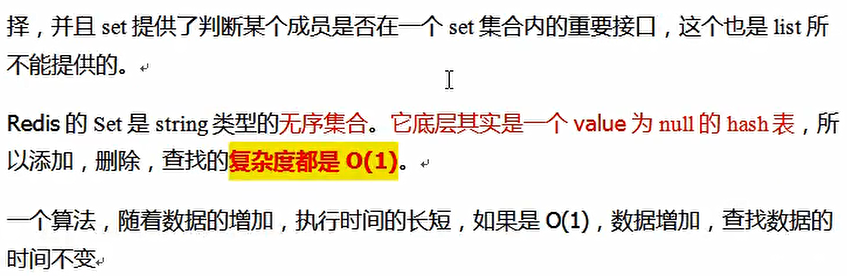 择，并且 set 提供了判断某个成员是否在一个 set 集合内的重要接口，这个也是 list 所
不能提供的。
Redis 的 Set 是 string 类型的无序集合。它底层其实是一个 value 为 null 的 hash 表，所
以添加，删除，查找的复杂度都是 O(1)。
一个算法，随着数据的增加，执行时间的长短，如果是 O(1)，数据增加，查找数据的
时间不变